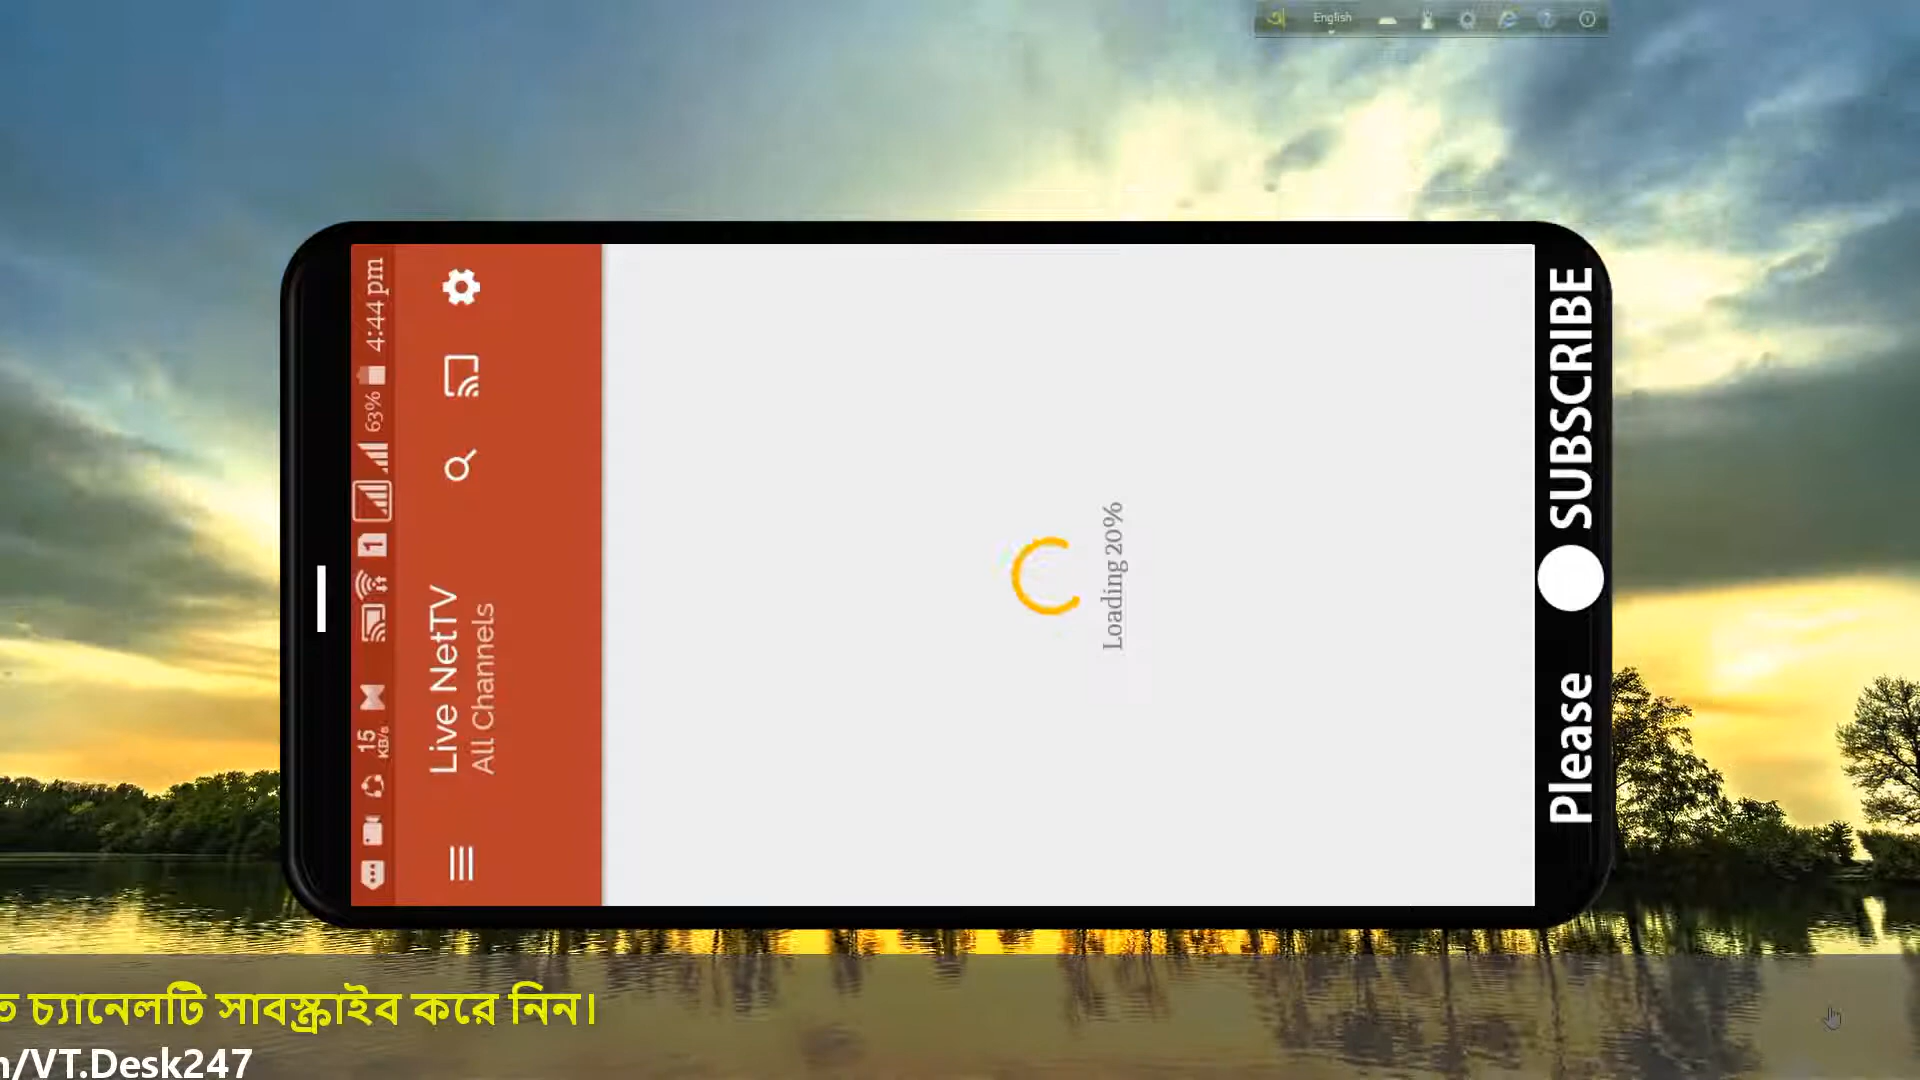 English
4:44 pm
63%
1
15
KB/s
Live NetTV
All Channels
Loading 20%
Please SUBSCRIBE
চ্যানেলটি সাবস্ক্রাইব করে নিন।
/VT.Desk247